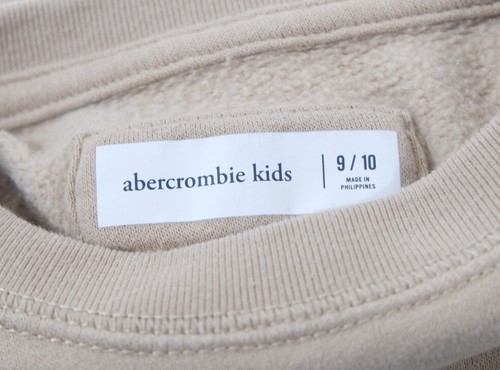 abercrombie kids
9 / 10
MADE IN
PHILIPPINES